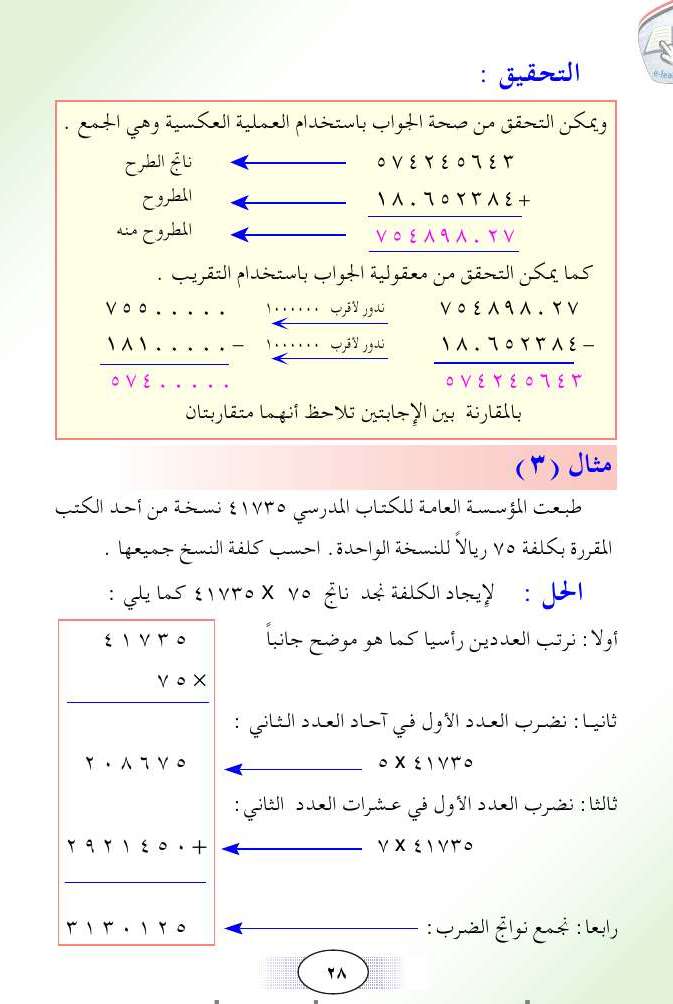 e-lea
التحقيق :
ويمكن التحقق من صحة الجواب باستخدام العملية العكسية وهي الجمع .
٥٧٤٢٤٥٦٤٣ ناتج الطرح
١٨٠٦٥٢٣٨٤+ المطروح
٧٥٤٨٩٨٠٢٧ المطروح منه
كما يمكن التحقق من معقولية الجواب باستخدام التقريب .
٧٥٤٨٩٨٠٢٧ ندور لأقرب ١٠٠٠٠٠٠ ٧٥٥٠٠٠٠٠٠
١٨٠٦٥٢٣٨٤− ندور لأقرب ١٠٠٠٠٠٠ ١٨١٠٠٠٠٠٠−
٥٧٤٢٤٥٦٤٣ ٥٧٤٠٠٠٠٠٠
بالمقارنة بين الإجابتين تلاحظ أنهما متقاربتان
مثال (٣)
طبعت المؤسسة العامة للكتاب المدرسي ٤١٧٣٥ نسخة من أحد الكتب
المقررة بكلفة ٧٥ ريالاً للنسخة الواحدة. احسب كلفة النسخ جميعها .
الحل : لإيجاد الكلفة نجد ناتج ٧٥ X ٤١٧٣٥ كما يلي :
أولا: نرتب العددين رأسيا كما هو موضح جانباً ٤١٧٣٥
٧٥×
ثانيا: نضرب العدد الأول في آحاد العدد الثاني :
٤١٧٣٥ X ٥ ٢٠٨٦٧٥
ثالثا: نضرب العدد الأول في عشرات العدد الثاني:
٤١٧٣٥ X ٧ ٢٩٢١٤٥٠+
رابعا: نجمع نواتج الضرب: ٣١٣٠١٢٥
٢٨